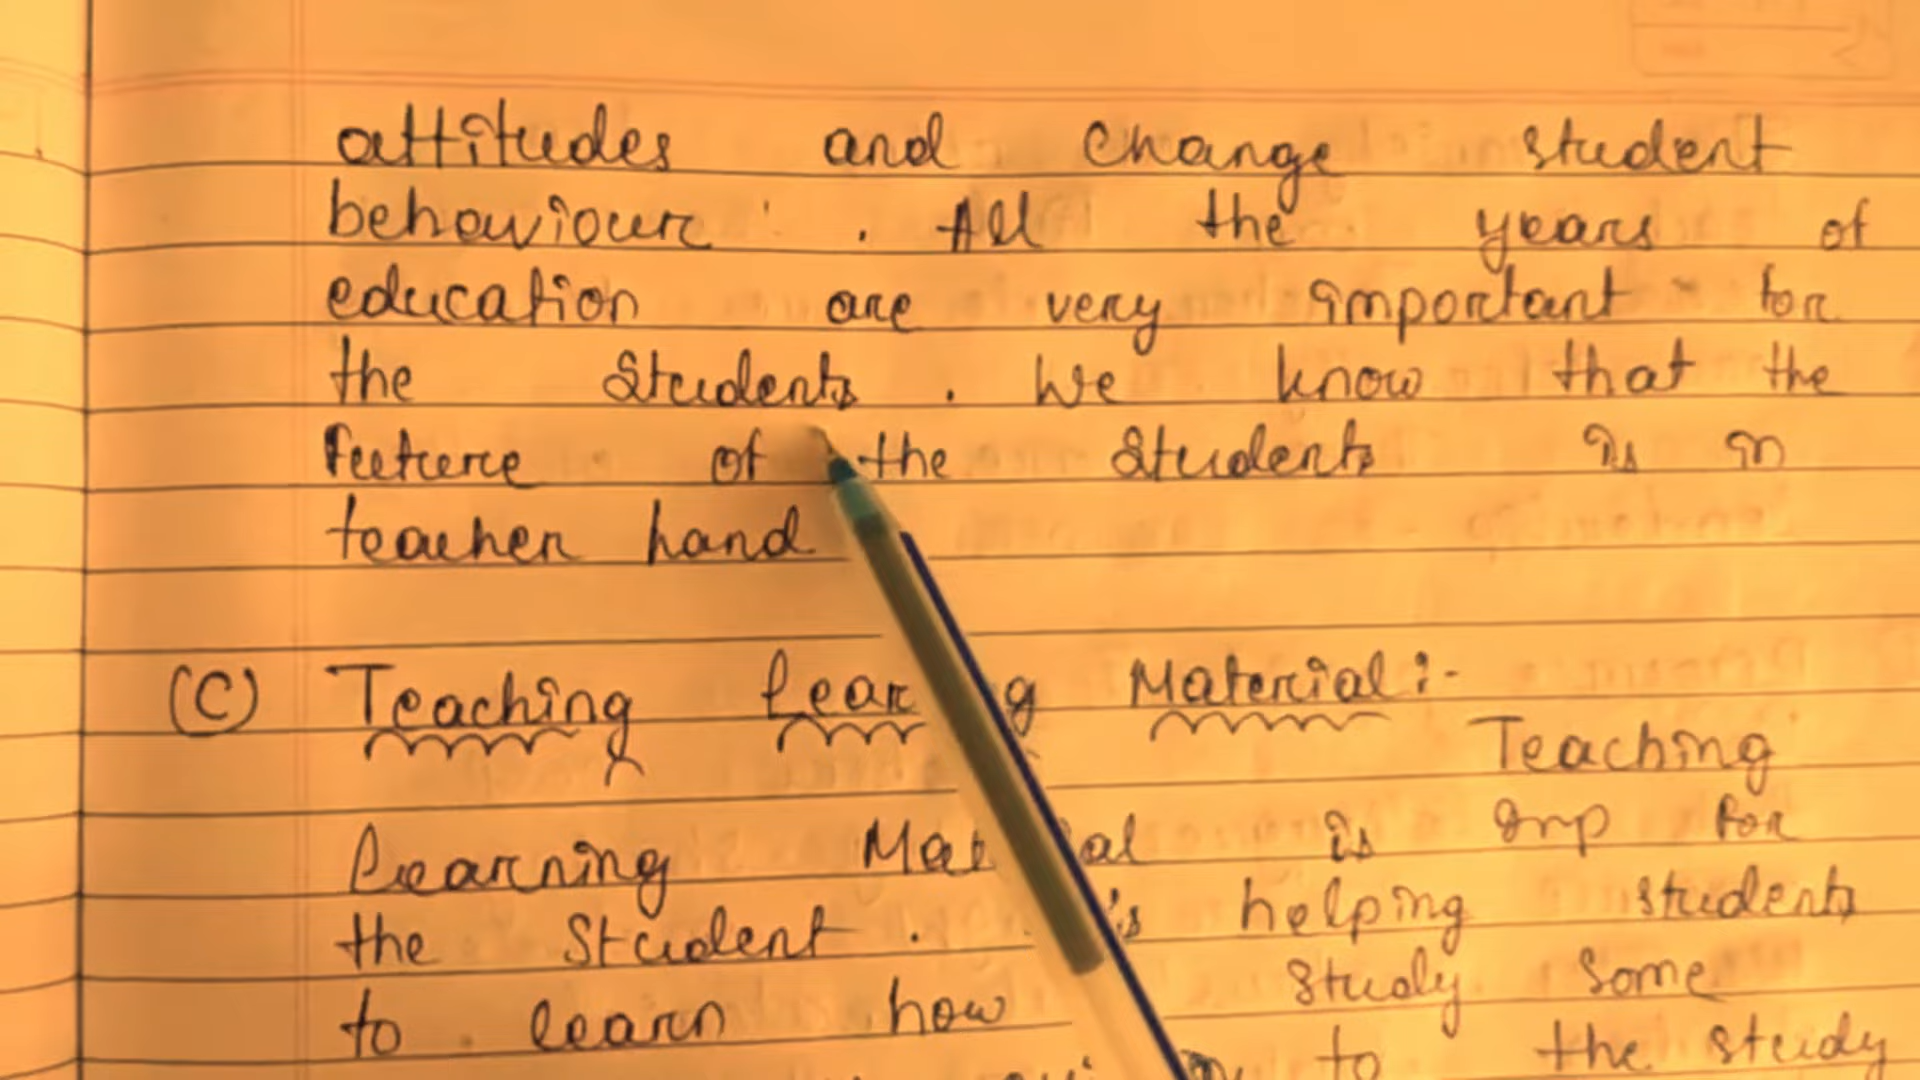 attitudes and change student
behaviour . All the years of
education are very important for
the students . We know that the
future of the students is in
teacher hand
(C) Teaching Material :-
Teaching
Learning is imp for
the student . helping students
to learn how study some
to the study